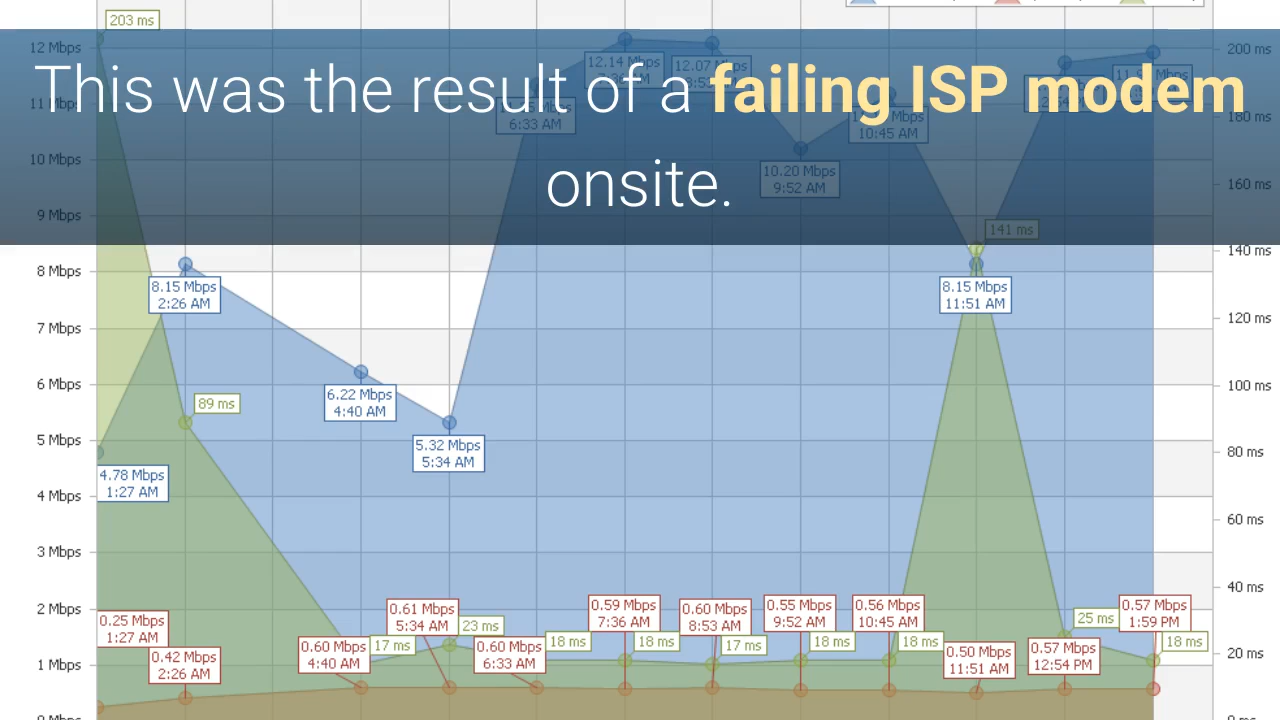 203 ms
This was the result of a failing ISP modem
onsite.
12 Mbps
11 Mbps
10 Mbps
9 Mbps
8 Mbps
7 Mbps
6 Mbps
5 Mbps
4 Mbps
3 Mbps
2 Mbps
1 Mbps
200 ms
180 ms
160 ms
140 ms
120 ms
100 ms
80 ms
60 ms
40 ms
20 ms
12.14 Mbps
7:36 AM
12.07 Mbps
6:33 AM
10:45 AM
10.20 Mbps
9:52 AM
141 ms
8.15 Mbps
2:26 AM
8.15 Mbps
11:51 AM
6.22 Mbps
4:40 AM
89 ms
5.32 Mbps
5:34 AM
4.78 Mbps
1:27 AM
0.25 Mbps
1:27 AM
0.42 Mbps
2:26 AM
0.60 Mbps
4:40 AM
17 ms
0.61 Mbps
5:34 AM
23 ms
0.60 Mbps
6:33 AM
18 ms
0.59 Mbps
7:36 AM
18 ms
0.60 Mbps
8:53 AM
17 ms
0.55 Mbps
9:52 AM
18 ms
0.56 Mbps
10:45 AM
18 ms
0.50 Mbps
11:51 AM
0.57 Mbps
12:54 PM
25 ms
0.57 Mbps
1:59 PM
18 ms